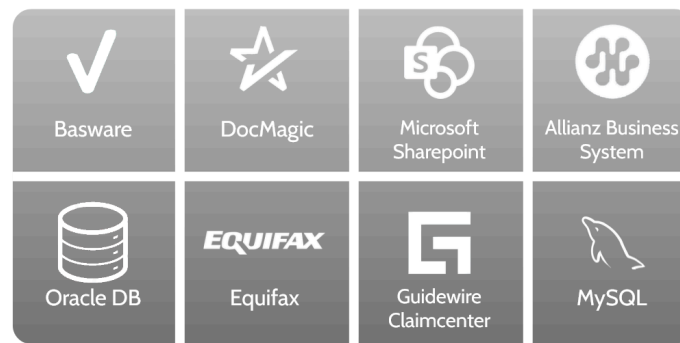 Basware
DocMagic
S
Microsoft
Sharepoint
Allianz Business
System
Oracle DB
EQUIFAX
Equifax
Guidewire
Claimcenter
MySQL